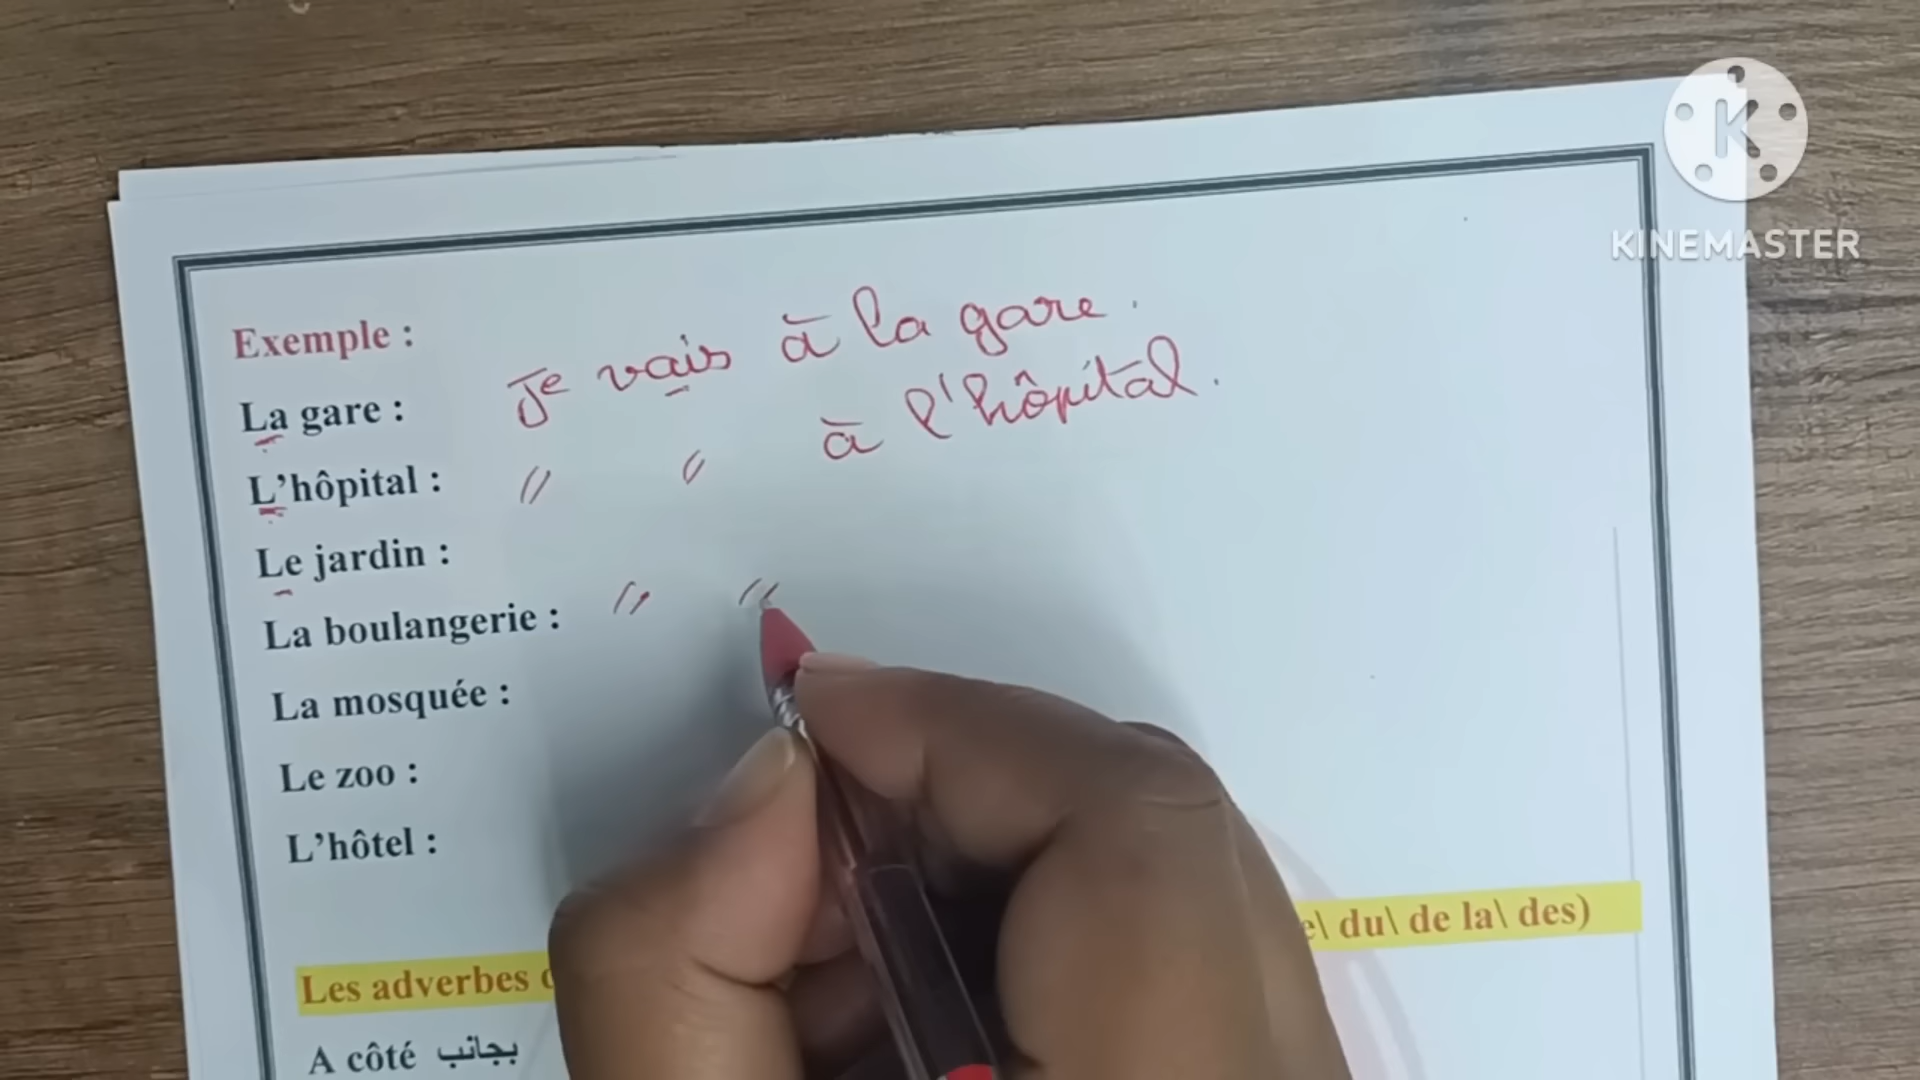 KINEMASTER
Exemple :
La gare : Je vais à la gare.
L'hôpital : " " à l'hôpital.
Le jardin :
La boulangerie : " "
La mosquée :
Le zoo :
L'hôtel :
Les adverbes du\ de la\ des)
A côté بجانب